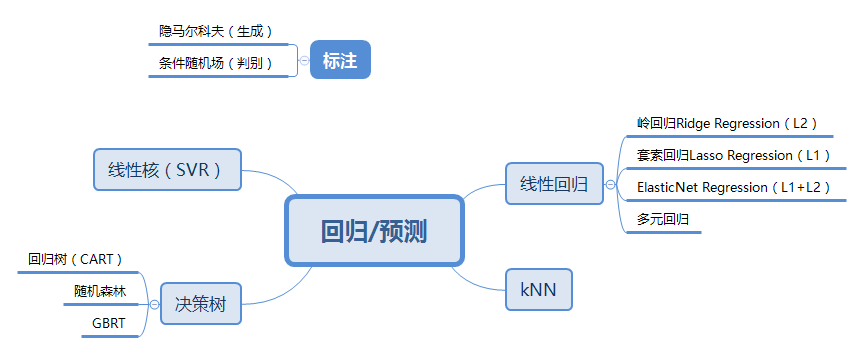 隐马尔科夫（生成）
条件随机场（判别）
标注
线性核（SVR）
回归/预测
线性回归
岭回归Ridge Regression（L2）
套索回归Lasso Regression（L1）
ElasticNet Regression（L1+L2）
多元回归
回归树（CART）
随机森林
GBRT
决策树
kNN